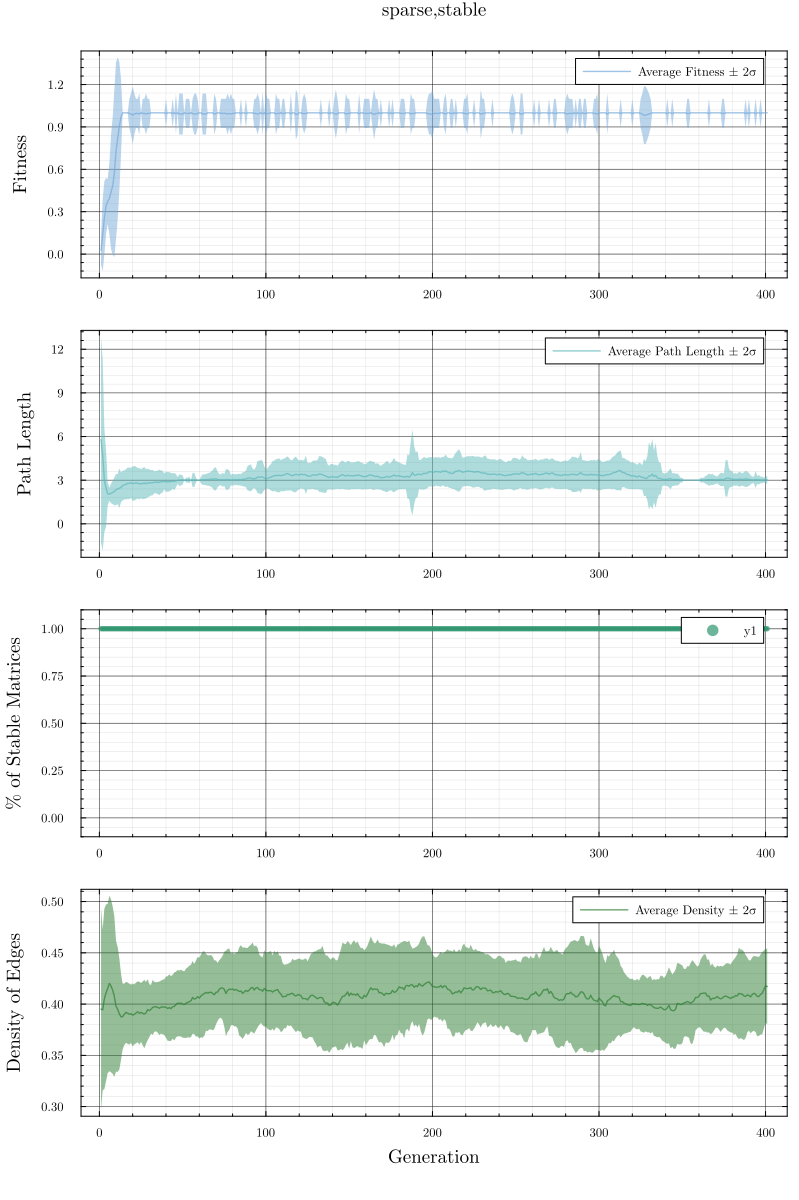 sparse,stable
Average Fitness ± 2σ
Fitness
1.2
0.9
0.6
0.3
0.0
0 100 200 300 400
Average Path Length ± 2σ
Path Length
12
9
6
3
0
0 100 200 300 400
y1
% of Stable Matrices
1.00
0.75
0.50
0.25
0.00
0 100 200 300 400
Average Density ± 2σ
Density of Edges
0.50
0.45
0.40
0.35
0.30
0 100 200 300 400
Generation